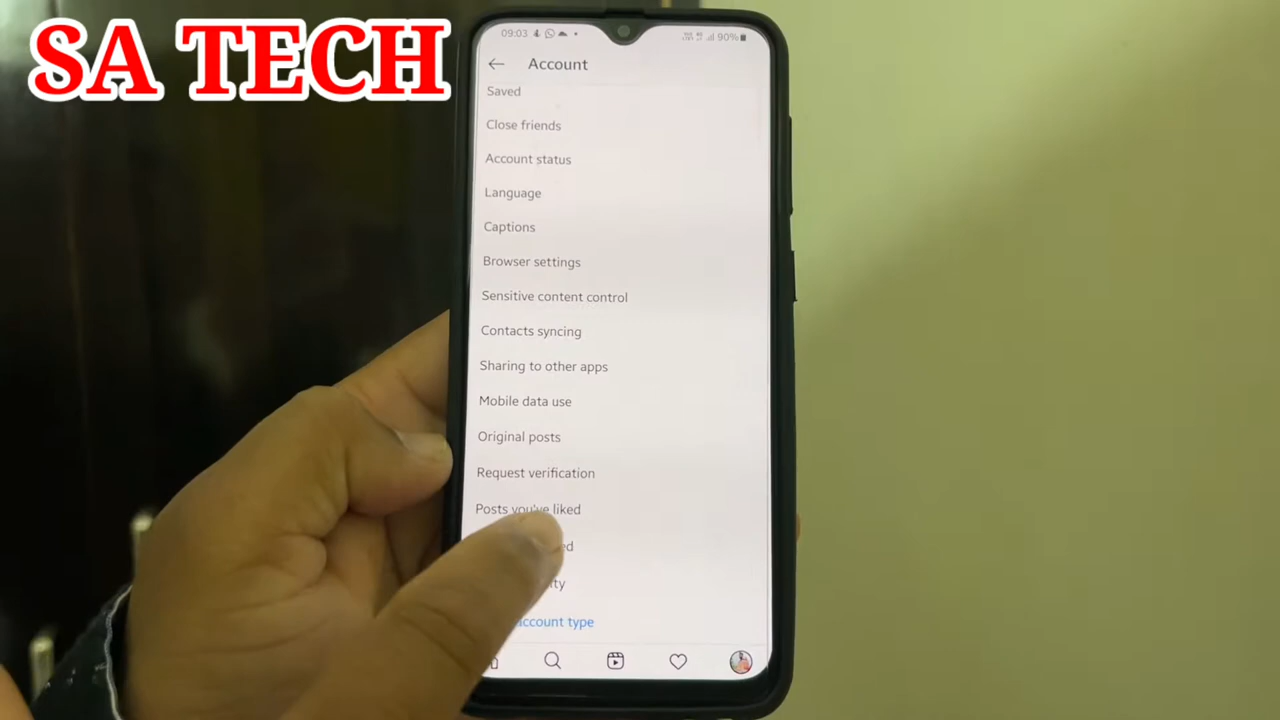 SA TECH
09:03
90%
Account
Saved
Close friends
Account status
Language
Captions
Browser settings
Sensitive content control
Contacts syncing
Sharing to other apps
Mobile data use
Original posts
Request verification
Posts you've liked
account type